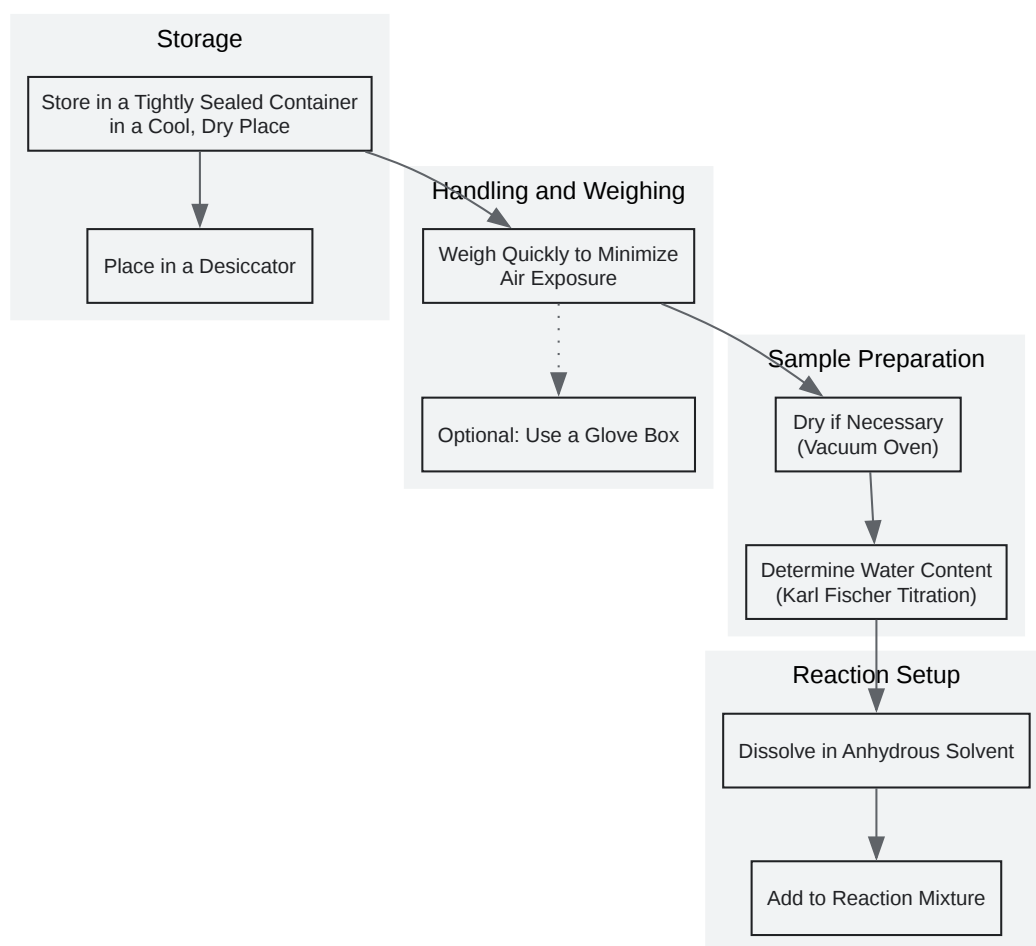 Storage
Store in a Tightly Sealed Container
in a Cool, Dry Place
Place in a Desiccator
Handling and Weighing
Weigh Quickly to Minimize
Air Exposure
Optional: Use a Glove Box
Sample Preparation
Dry if Necessary
(Vacuum Oven)
Determine Water Content
(Karl Fischer Titration)
Reaction Setup
Dissolve in Anhydrous Solvent
Add to Reaction Mixture